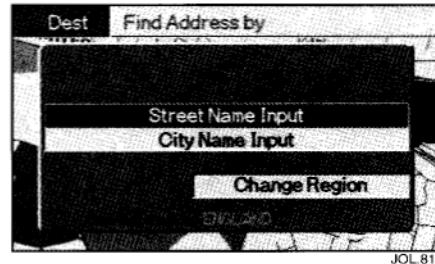 Dest Find Address by
Street Name Input
City Name Input
Change Region
ENGLAND
JOL.81